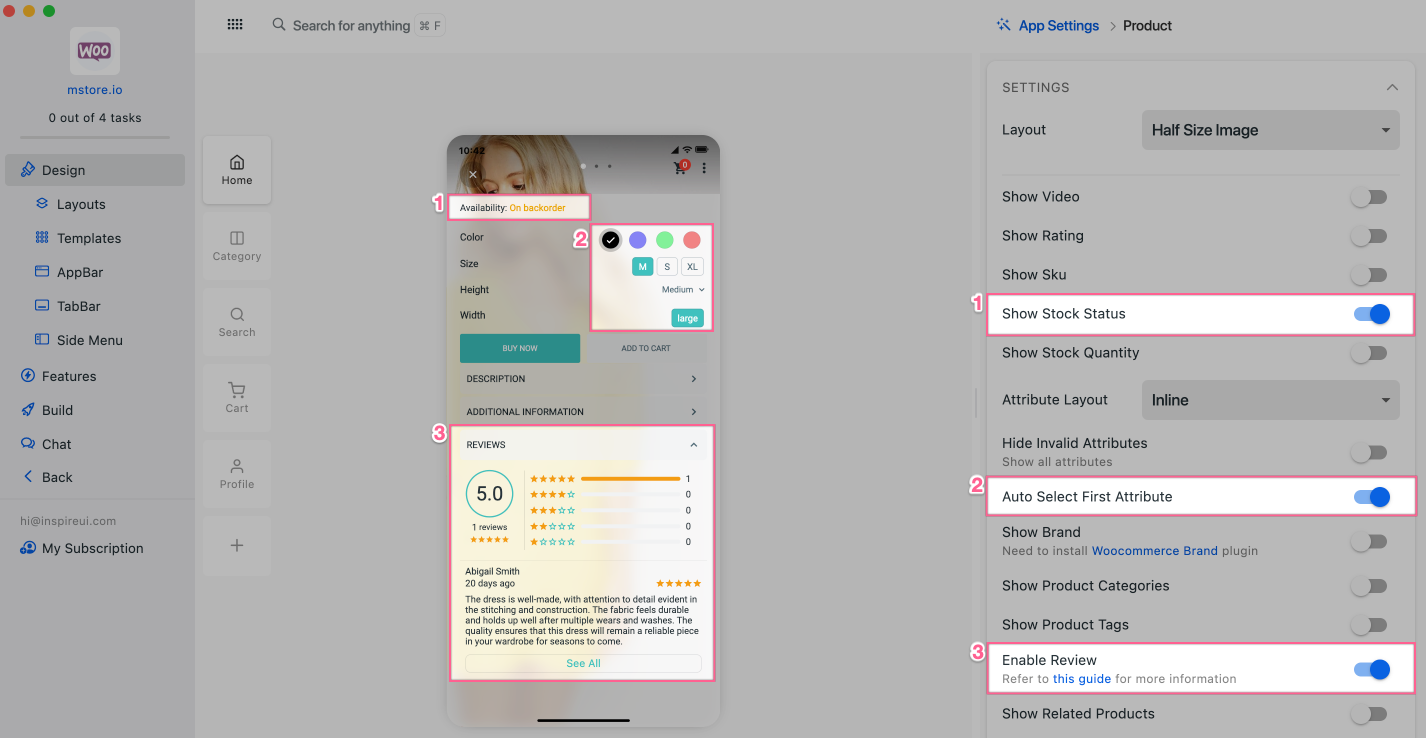 WOO
mstore.io
0 out of 4 tasks
Design
Layouts
Templates
AppBar
TabBar
Side Menu
Features
Build
Chat
Back
hi@inspireui.com
My Subscription
Search for anything ⌘ F
Home
Category
Search
Cart
Profile
10:42
0
1
Availability: On backorder
2
Color
Size
M S XL
Height
Medium
Width
large
BUY NOW
ADD TO CART
DESCRIPTION
ADDITIONAL INFORMATION
3
REVIEWS
5.0
1 reviews
1
0
0
0
0
Abigail Smith
20 days ago
The dress is well-made, with attention to detail evident in
the stitching and construction. The fabric feels durable
and holds up well after multiple wears and washes. The
quality ensures that this dress will remain a reliable piece
in your wardrobe for seasons to come.
See All
App Settings > Product
SETTINGS
Layout
Half Size Image
Show Video
Show Rating
Show Sku
1
Show Stock Status
Show Stock Quantity
Attribute Layout
Inline
Hide Invalid Attributes
Show all attributes
2
Auto Select First Attribute
Show Brand
Need to install Woocommerce Brand plugin
Show Product Categories
Show Product Tags
3
Enable Review
Refer to this guide for more information
Show Related Products